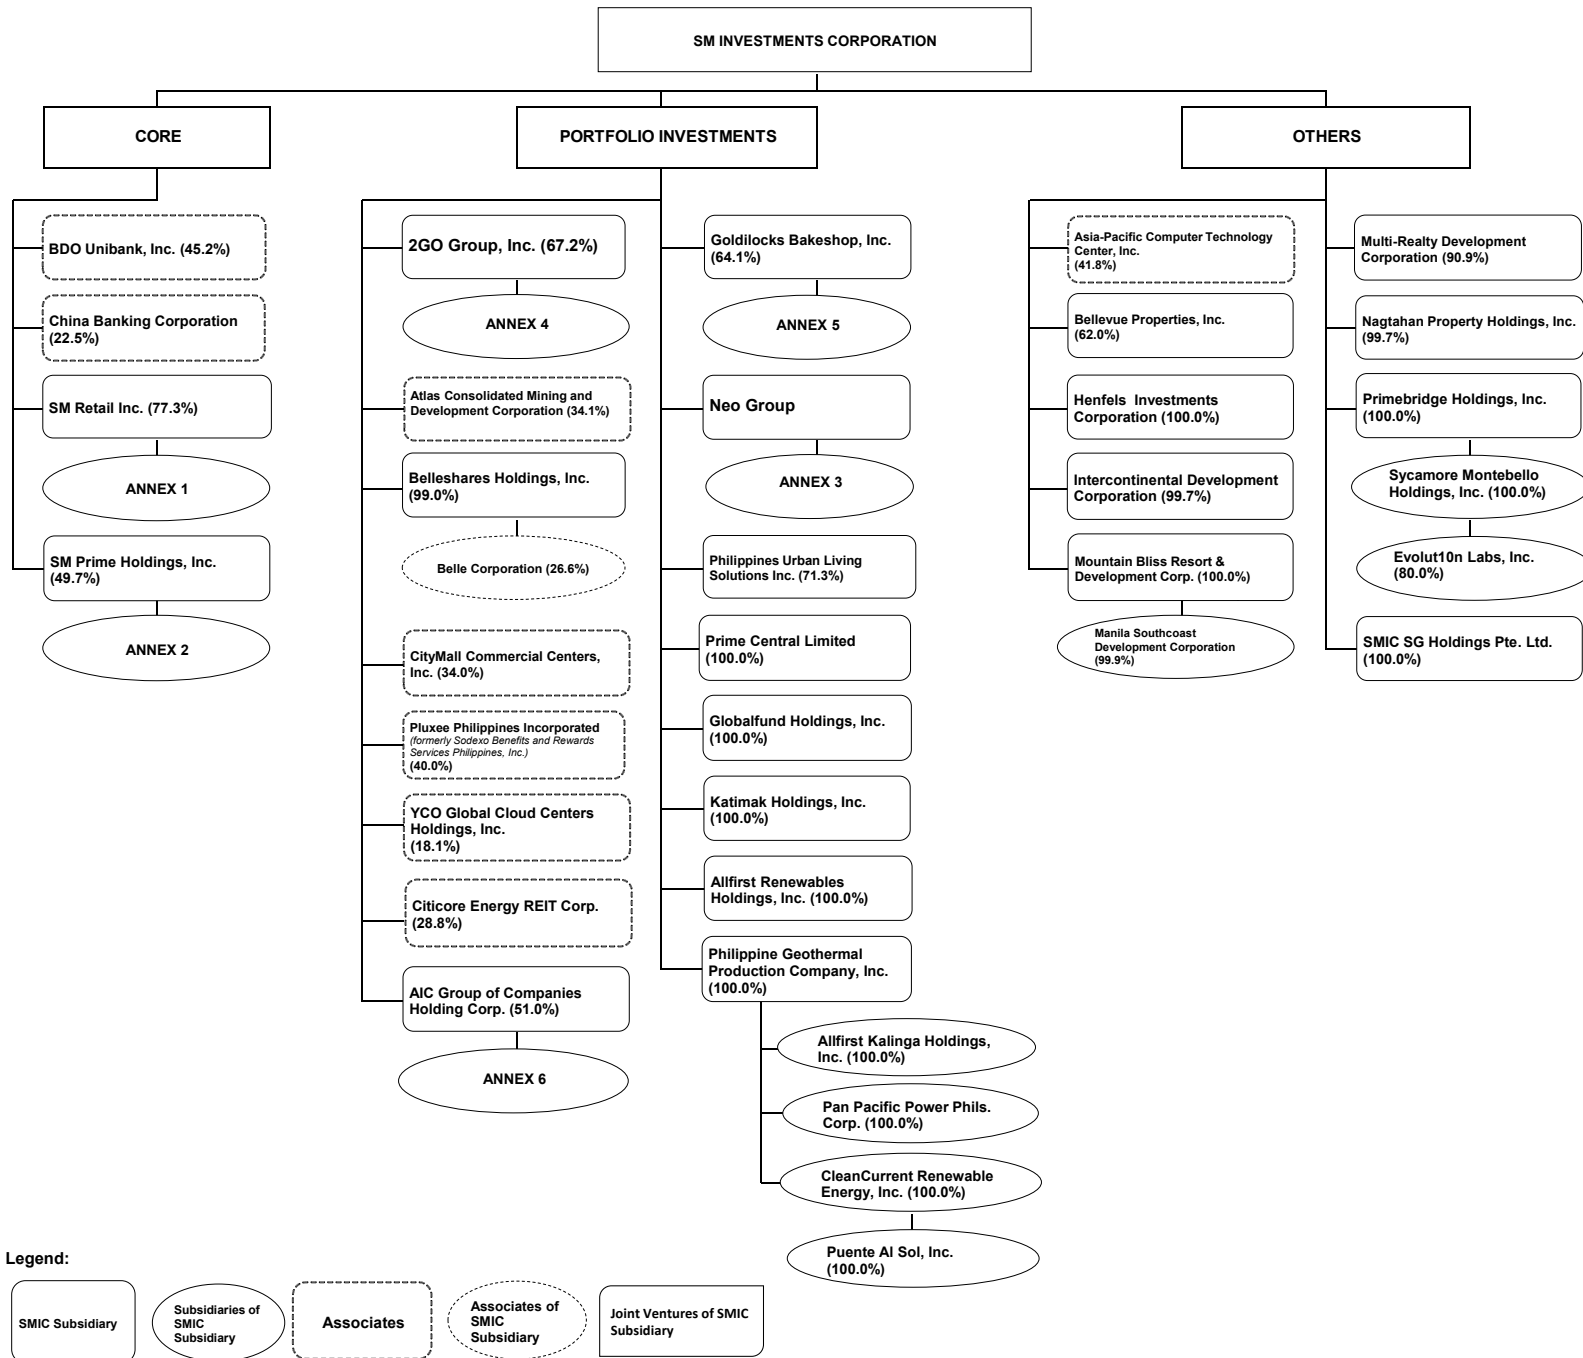 SM INVESTMENTS CORPORATION
CORE
PORTFOLIO INVESTMENTS
OTHERS
BDO Unibank, Inc. (45.2%)
China Banking Corporation
(22.5%)
SM Retail Inc. (77.3%)
ANNEX 1
SM Prime Holdings, Inc.
(49.7%)
ANNEX 2
2GO Group, Inc. (67.2%)
ANNEX 4
Atlas Consolidated Mining and
Development Corporation (34.1%)
Belleshares Holdings, Inc.
(99.0%)
Belle Corporation (26.6%)
CityMall Commercial Centers,
Inc. (34.0%)
Pluxee Philippines Incorporated
(formerly Sodexo Benefits and Rewards
Services Philippines, Inc.)
(40.0%)
YCO Global Cloud Centers
Holdings, Inc.
(18.1%)
Citicore Energy REIT Corp.
(28.8%)
AIC Group of Companies
Holding Corp. (51.0%)
ANNEX 6
Goldilocks Bakeshop, Inc.
(64.1%)
ANNEX 5
Neo Group
ANNEX 3
Philippines Urban Living
Solutions Inc. (71.3%)
Prime Central Limited
(100.0%)
Globalfund Holdings, Inc.
(100.0%)
Katimak Holdings, Inc.
(100.0%)
Allfirst Renewables
Holdings, Inc. (100.0%)
Philippine Geothermal
Production Company, Inc.
(100.0%)
Allfirst Kalinga Holdings,
Inc. (100.0%)
Pan Pacific Power Phils.
Corp. (100.0%)
CleanCurrent Renewable
Energy, Inc. (100.0%)
Puente Al Sol, Inc.
(100.0%)
Asia-Pacific Computer Technology
Center, Inc.
(41.8%)
Bellevue Properties, Inc.
(62.0%)
Henfels Investments
Corporation (100.0%)
Intercontinental Development
Corporation (99.7%)
Mountain Bliss Resort &
Development Corp. (100.0%)
Manila Southcoast
Development Corporation
(99.9%)
Multi-Realty Development
Corporation (90.9%)
Nagtahan Property Holdings, Inc.
(99.7%)
Primebridge Holdings, Inc.
(100.0%)
Sycamore Montebello
Holdings, Inc. (100.0%)
Evolut10n Labs, Inc.
(80.0%)
SMIC SG Holdings Pte. Ltd.
(100.0%)
Legend:
SMIC Subsidiary
Subsidiaries of
SMIC
Subsidiary
Associates
Associates of
SMIC
Subsidiary
Joint Ventures of SMIC
Subsidiary